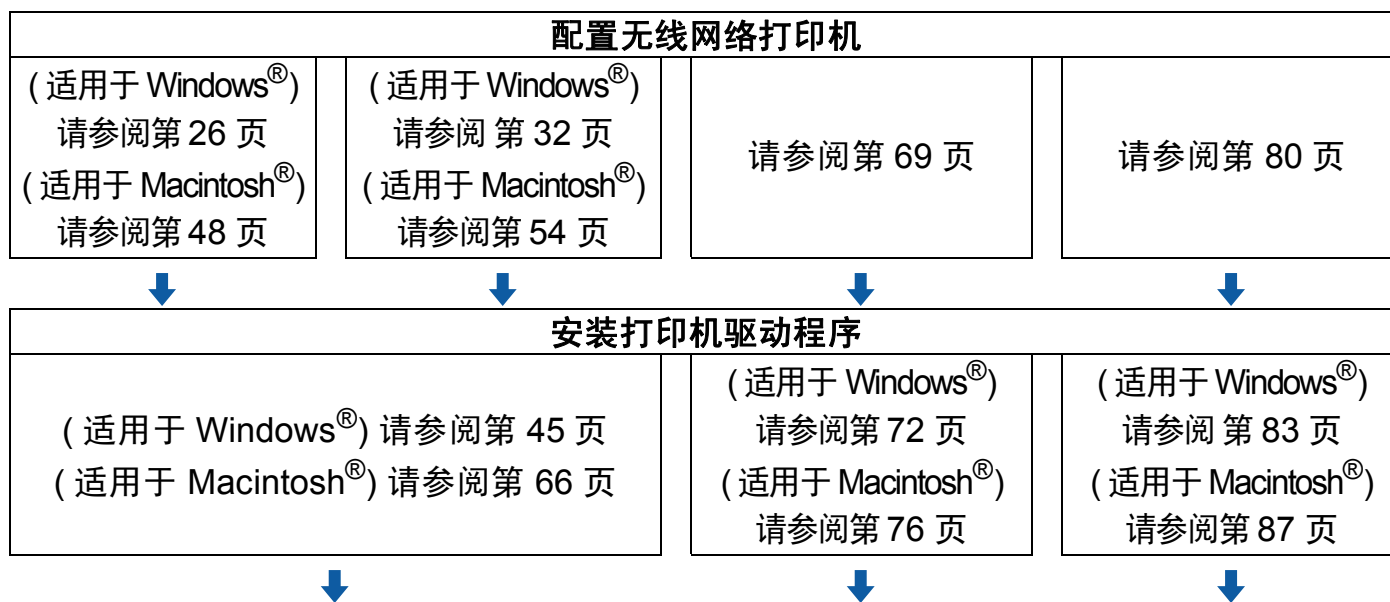 配置无线网络打印机
( 适用于 Windows®)
请参阅第 26 页
( 适用于 Macintosh®)
请参阅第 48 页
( 适用于 Windows®)
请参阅 第 32 页
( 适用于 Macintosh®)
请参阅第 54 页
请参阅第 69 页
请参阅第 80 页
安装打印机驱动程序
( 适用于 Windows®) 请参阅第 45 页
( 适用于 Macintosh®) 请参阅第 66 页
( 适用于 Windows®)
请参阅第 72 页
( 适用于 Macintosh®)
请参阅第 76 页
( 适用于 Windows®)
请参阅 第 83 页
( 适用于 Macintosh®)
请参阅第 87 页